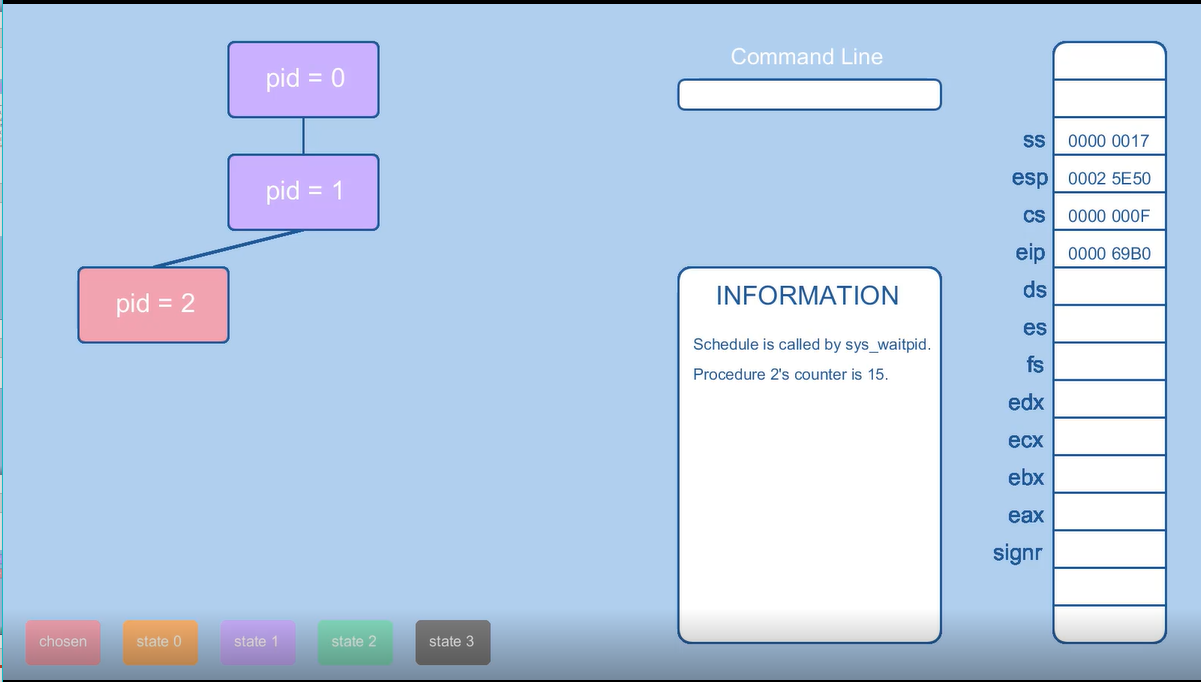 pid = 0
pid = 1
pid = 2
Command Line
INFORMATION
Schedule is called by sys_waitpid.
Procedure 2's counter is 15.
ss 0000 0017
esp 0002 5E50
cs 0000 000F
eip 0000 69B0
ds
es
fs
edx
ecx
ebx
eax
signr
chosen
state 0
state 1
state 2
state 3